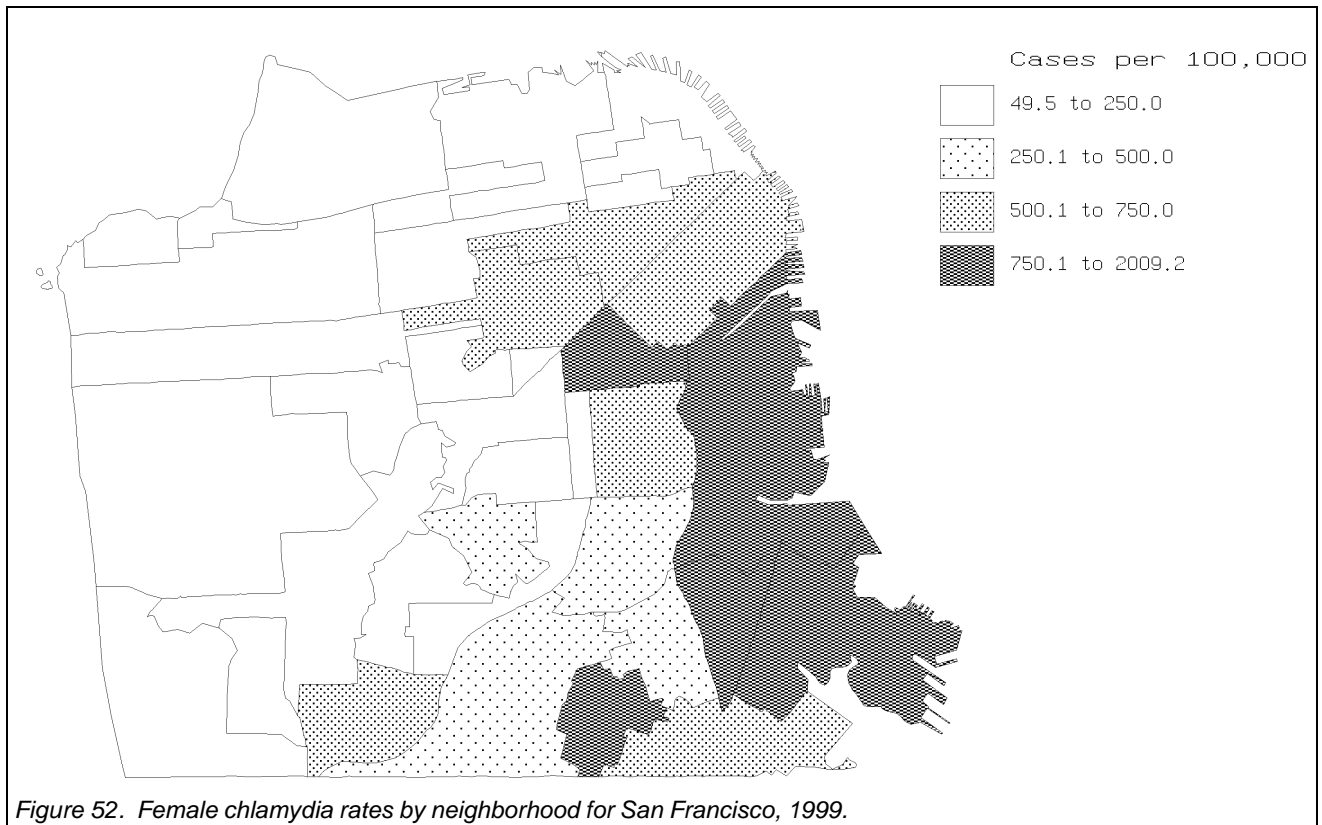 Cases per 100,000
49.5 to 250.0
250.1 to 500.0
500.1 to 750.0
750.1 to 2009.2
Figure 52. Female chlamydia rates by neighborhood for San Francisco, 1999.